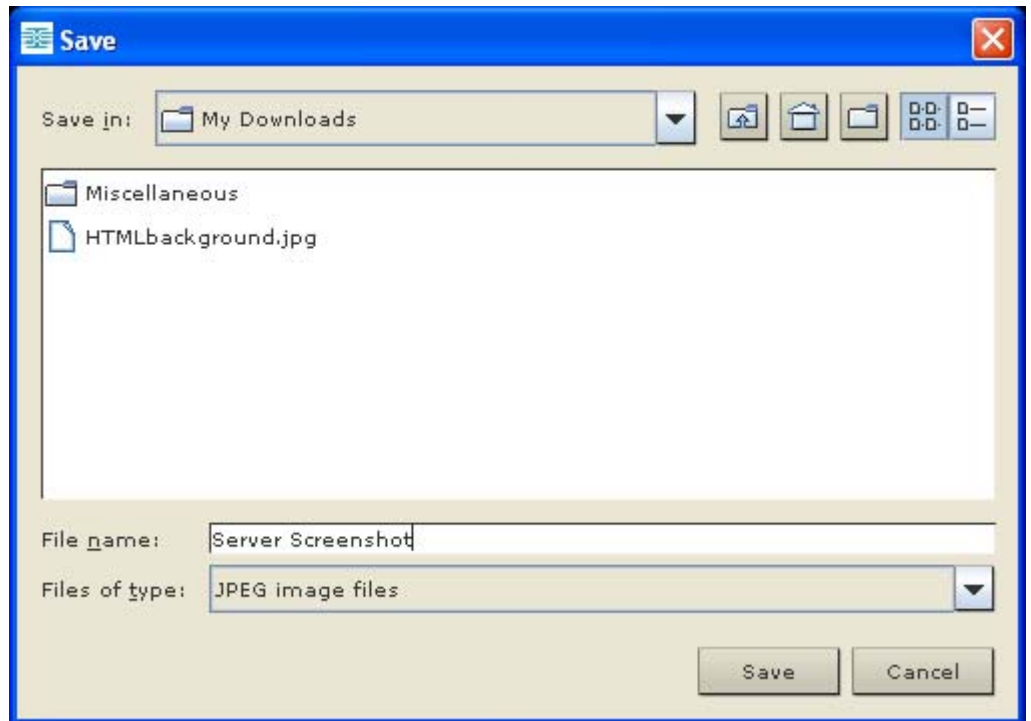 Save
Save in: My Downloads
Miscellaneous
HTMLbackground.jpg
File name: Server Screenshot
Files of type: JPEG image files
Save Cancel